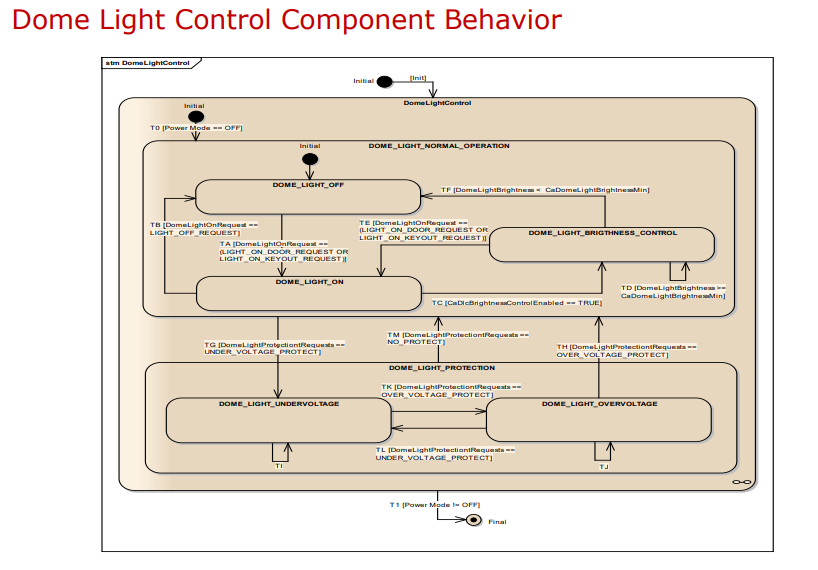 Dome Light Control Component Behavior
stm DomeLightControl
Initial
[Init]
DomeLightControl
Initial
T0 [Power Mode == OFF]
Initial
DOME_LIGHT_NORMAL_OPERATION
DOME_LIGHT_OFF
TF [DomeLightBrightness < CaDomeLightBrightnessMin]
TB [DomeLightOnRequest ==
LIGHT_OFF_REQUEST]
TA [DomeLightOnRequest ==
(LIGHT_ON_DOOR_REQUEST OR
LIGHT_ON_KEYOUT_REQUEST)]
TE [DomeLightOnRequest ==
(LIGHT_ON_DOOR_REQUEST OR
LIGHT_ON_KEYOUT_REQUEST)]
DOME_LIGHT_BRIGTHNESS_CONTROL
DOME_LIGHT_ON
TD [DomeLightBrightness >=
CaDomeLightBrightnessMin]
TC [CaDlcBrightnessControlEnabled == TRUE]
TG [DomeLightProtectiontRequests ==
UNDER_VOLTAGE_PROTECT]
TM [DomeLightProtectiontRequests ==
NO_PROTECT]
TH [DomeLightProtectiontRequests ==
OVER_VOLTAGE_PROTECT]
DOME_LIGHT_PROTECTION
TK [DomeLightProtectiontRequests ==
OVER_VOLTAGE_PROTECT]
DOME_LIGHT_UNDERVOLTAGE
DOME_LIGHT_OVERVOLTAGE
TL [DomeLightProtectiontRequests ==
UNDER_VOLTAGE_PROTECT]
TI
TJ
T1 [Power Mode != OFF]
Final